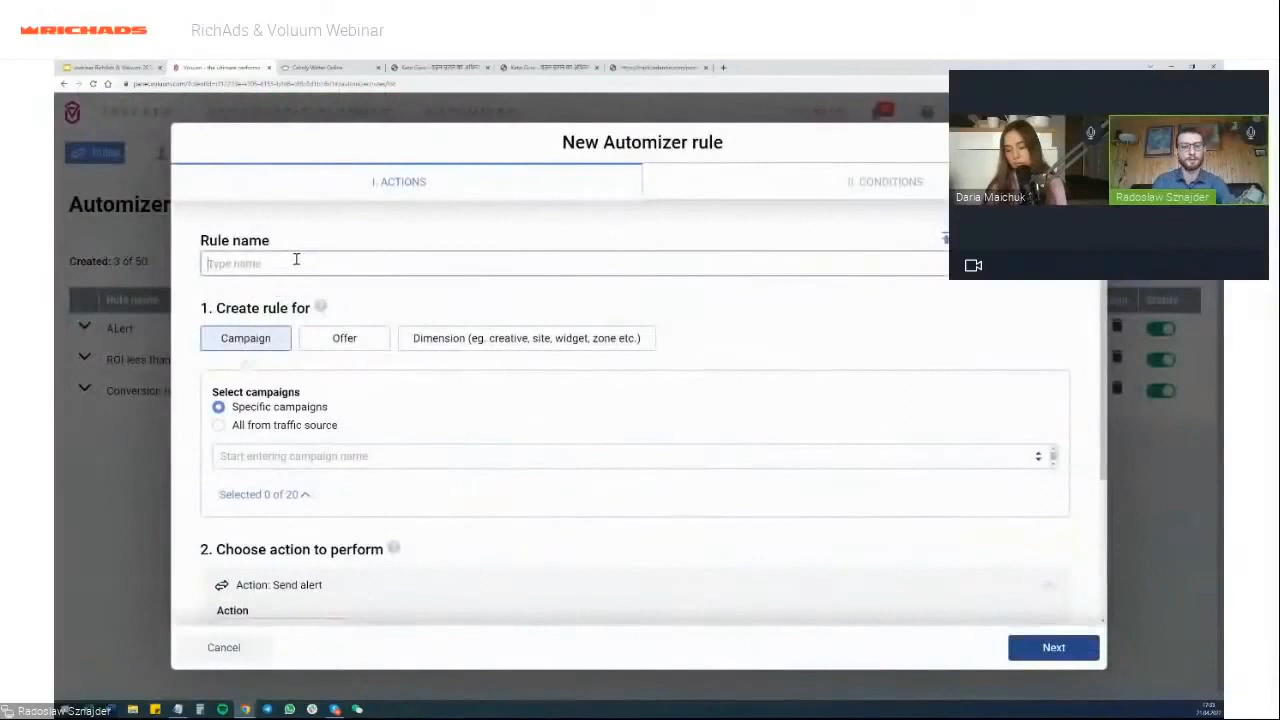 RICHADS
RichAds & Voluum Webinar
New Automizer rule
I. ACTIONS
II. CONDITIONS
Daria Maichuk
Radoslaw Sznajder
Automizer
Created: 3 of 50
Rule name
Status
ALert
ROI less than
Conversion
Rule name
Type name
1. Create rule for
Campaign
Offer
Dimension (eg. creative, site, widget, zone etc.)
Select campaigns
Specific campaigns
All from traffic source
Start entering campaign name
Selected 0 of 20
2. Choose action to perform
Action: Send alert
Action
Cancel
Next
Radoslaw Sznajder